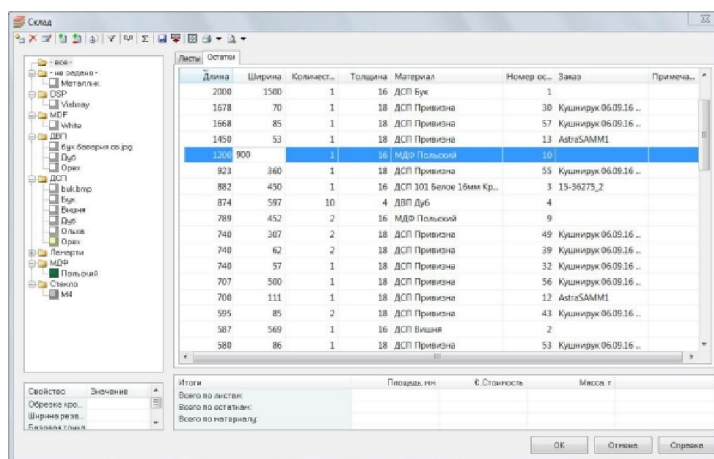 Склад
Листы Остатки
- все -
- не задано -
Металлик
DSP
Vishnay
MDF
White
ДВП
бук бавария св.jpg
Дуб
Орех
ДСП
buk.bmp
Бук
Вишня
Дуб
Ольха
Орех
Ламарти
МДФ
Польский
Стекло
М4
Длина Ширина Количест... Толщина Материал Номер ос... Заказ Примеча...
2000 1500 1 16 ДСП Бук 1
1678 70 1 18 ДСП Привизна 30 Кушнирук 06.09.16 ...
1668 85 1 18 ДСП Привизна 57 Кушнирук 06.09.16 ...
1450 53 1 18 ДСП Привизна 13 AstraSAMM1
1200 900 1 16 МДФ Польский 10
923 360 1 18 ДСП Привизна 55 Кушнирук 06.09.16 ...
882 450 1 16 ДСП 101 Белое 16мм Кр... 3 15-36275_2
874 597 10 4 ДВП Дуб 4
789 452 2 16 МДФ Польский 9
740 307 2 18 ДСП Привизна 49 Кушнирук 06.09.16 ...
740 62 2 18 ДСП Привизна 39 Кушнирук 06.09.16 ...
740 57 1 18 ДСП Привизна 32 Кушнирук 06.09.16 ...
707 500 1 18 ДСП Привизна 56 Кушнирук 06.09.16 ...
700 111 1 18 ДСП Привизна 12 AstraSAMM1
595 85 2 18 ДСП Привизна 43 Кушнирук 06.09.16 ...
587 569 1 16 ДСП Вишня 2
580 86 1 18 ДСП Привизна 53 Кушнирук 06.09.16 ...
Свойство Значение
Обрезка кро...
Ширина реза...
Базовая точка
Итоги Площадь, мм Стоимость Масса, т
Всего по листам:
Всего по остаткам:
Всего по материалу:
ОК Отмена Справка